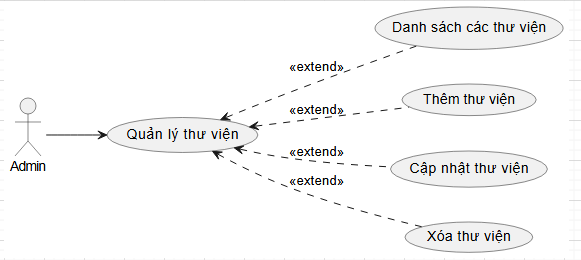 Danh sách các thư viện
«extend»
Thêm thư viện
«extend»
Quản lý thư viện
Admin
«extend»
Cập nhật thư viện
«extend»
Xóa thư viện